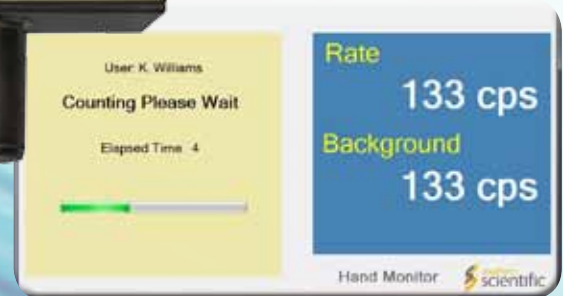 User: K. Williams
Counting Please Wait
Elapsed Time 4
Rate
133 cps
Background
133 cps
Hand Monitor
scientific